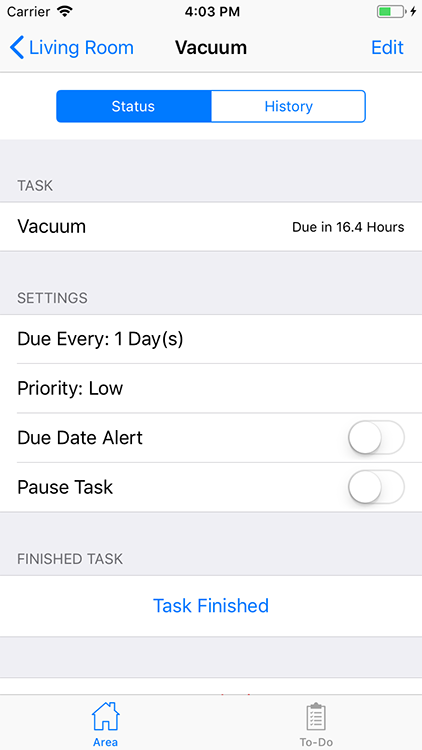 Carrier 4:03 PM
Living Room Vacuum Edit
Status History
TASK
Vacuum Due in 16.4 Hours
SETTINGS
Due Every: 1 Day(s)
Priority: Low
Due Date Alert
Pause Task
FINISHED TASK
Task Finished
Area To-Do